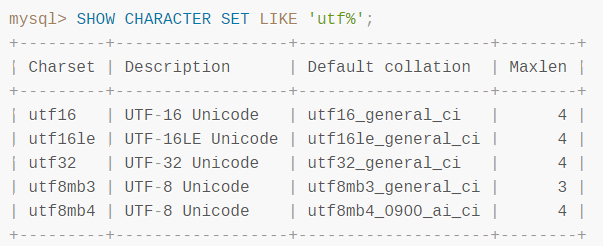 mysql> SHOW CHARACTER SET LIKE 'utf%';
+---------+------------------+--------------------+--------+
| Charset | Description      | Default collation  | Maxlen |
+---------+------------------+--------------------+--------+
| utf16   | UTF-16 Unicode   | utf16_general_ci   |      4 |
| utf16le | UTF-16LE Unicode | utf16le_general_ci |      4 |
| utf32   | UTF-32 Unicode   | utf32_general_ci   |      4 |
| utf8mb3 | UTF-8 Unicode    | utf8mb3_general_ci |      3 |
| utf8mb4 | UTF-8 Unicode    | utf8mb4_0900_ai_ci |      4 |
+---------+------------------+--------------------+--------+